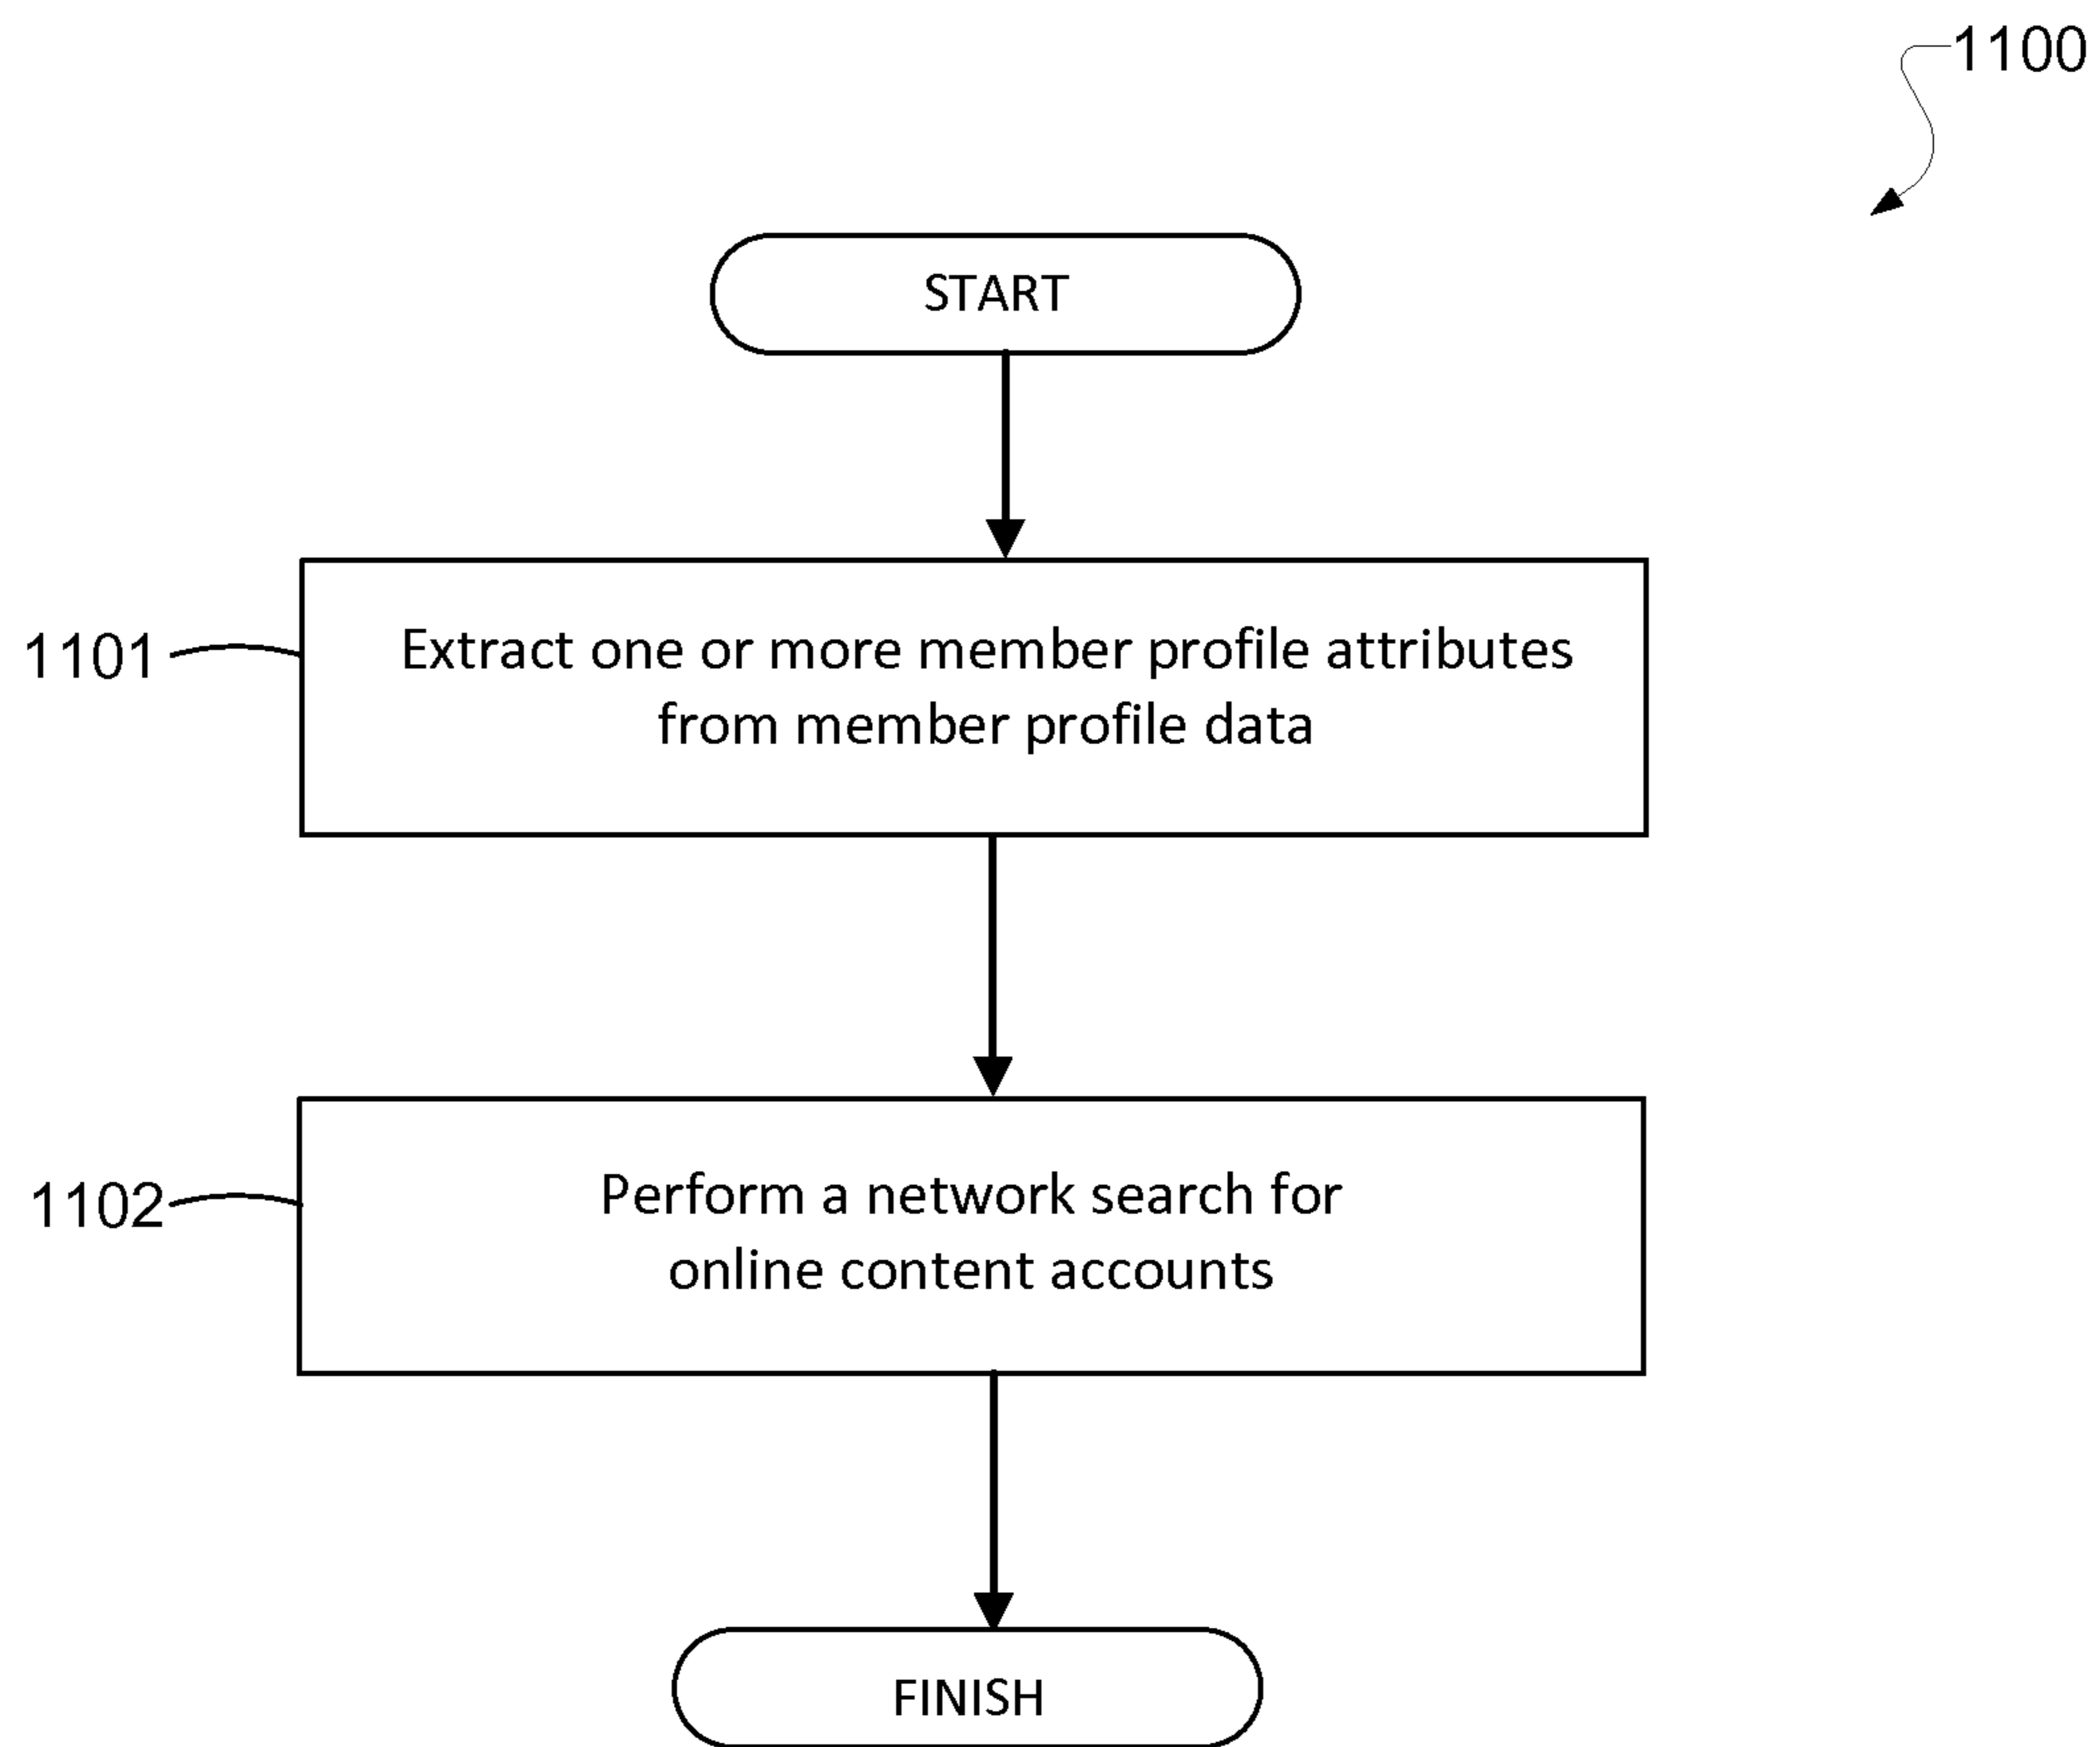 1100
START
1101
Extract one or more member profile attributes
from member profile data
1102
Perform a network search for
online content accounts
FINISH